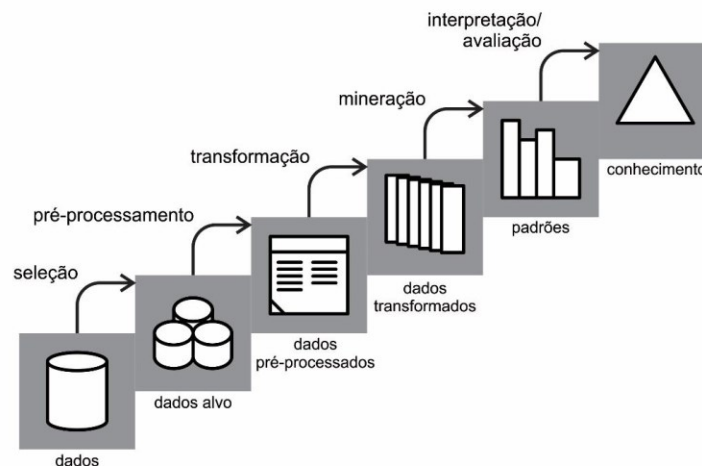 interpretação/
avaliação
mineração
transformação
conhecimento
pré-processamento
padrões
seleção
dados
transformados
dados
pré-processados
dados alvo
dados